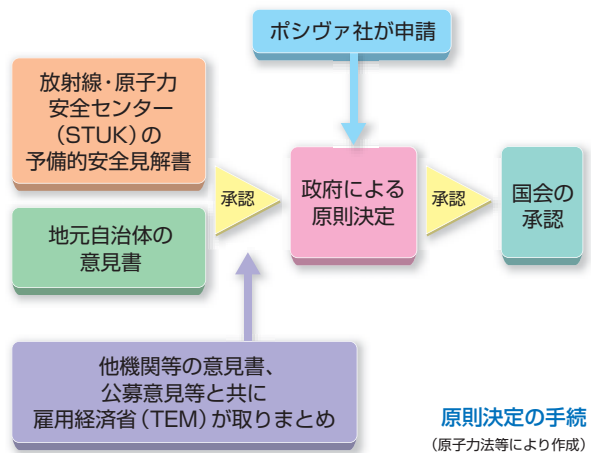 ポシヴァ社が申請
放射線・原子力
安全センター
(STUK)の
予備的安全見解書
承認
政府による
原則決定
承認
国会の
承認
地元自治体の
意見書
他機関等の意見書、
公募意見等と共に
雇用経済省(TEM)が取りまとめ
原則決定の手続
(原子力法等により作成)